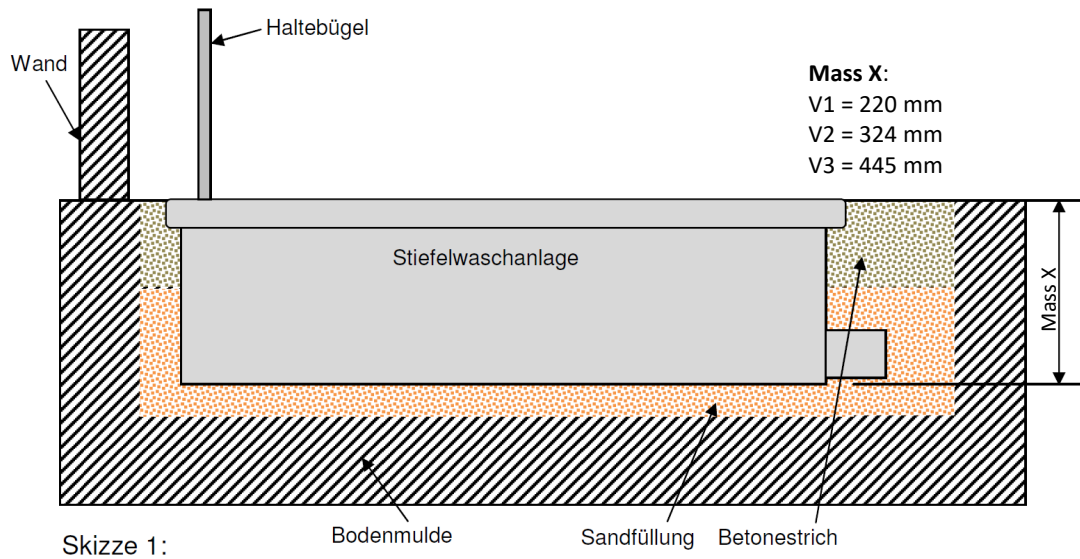 Haltebügel
Wand
Mass X:
V1 = 220 mm
V2 = 324 mm
V3 = 445 mm
Stiefelwaschanlage
Mass X
Bodenmulde
Sandfüllung
Betonestrich
Skizze 1: